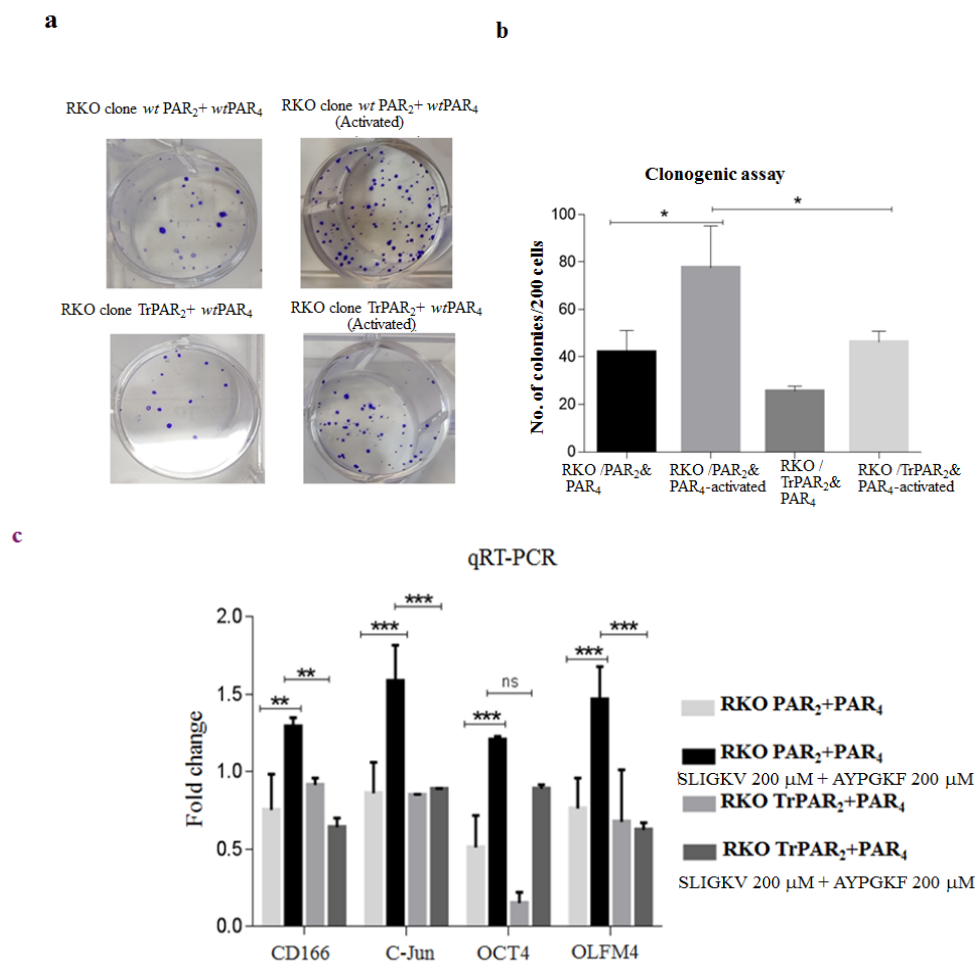 a
RKO clone wt PAR₂+ wtPAR₄
RKO clone wt PAR₂+ wtPAR₄
(Activated)
RKO clone TrPAR₂+ wtPAR₄
RKO clone TrPAR₂+ wtPAR₄
(Activated)
b
Clonogenic assay
No. of colonies/200 cells
100
80
60
40
20
0
*
*
RKO /PAR₂&
PAR₄
RKO /PAR₂&
PAR₄-activated
RKO /
TrPAR₂&
PAR₄
RKO /TrPAR₂&
PAR₄-activated
c
qRT-PCR
Fold change
2.0
1.5
1.0
0.5
0.0
**
**
***
***
***
ns
***
***
CD166
C-Jun
OCT4
OLFM4
RKO PAR₂+PAR₄
RKO PAR₂+PAR₄
SLIGKV 200 μM + AYPGKF 200 μM
RKO TrPAR₂+PAR₄
RKO TrPAR₂+PAR₄
SLIGKV 200 μM + AYPGKF 200 μM